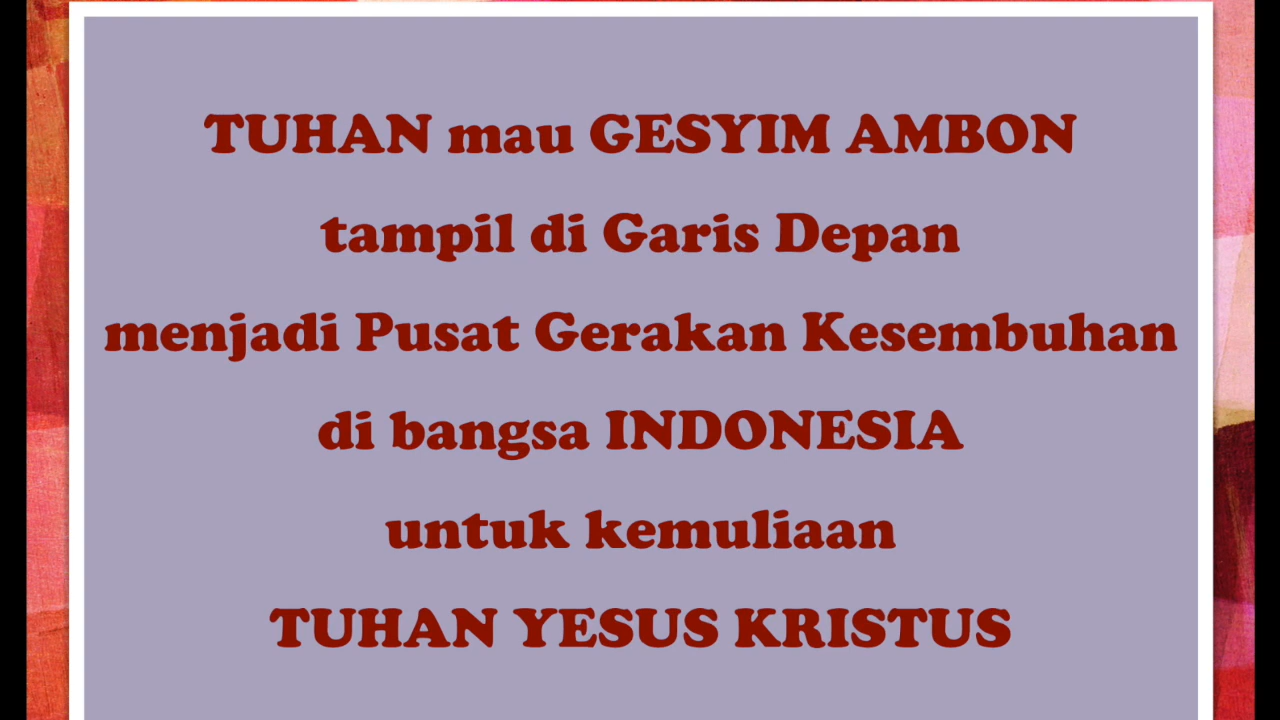 TUHAN mau GESYIM AMBON
tampil di Garis Depan
menjadi Pusat Gerakan Kesembuhan
di bangsa INDONESIA
untuk kemuliaan
TUHAN YESUS KRISTUS